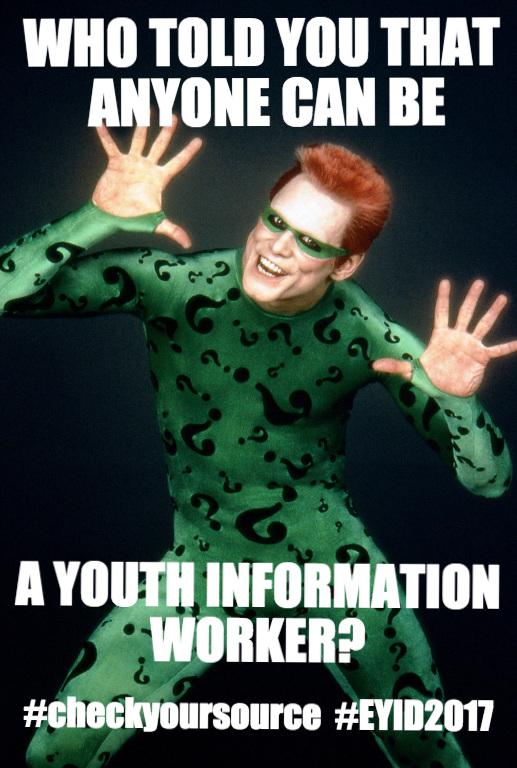 WHO TOLD YOU THAT
ANYONE CAN BE
A YOUTH INFORMATION
WORKER?
#checkyoursource #EYID2017